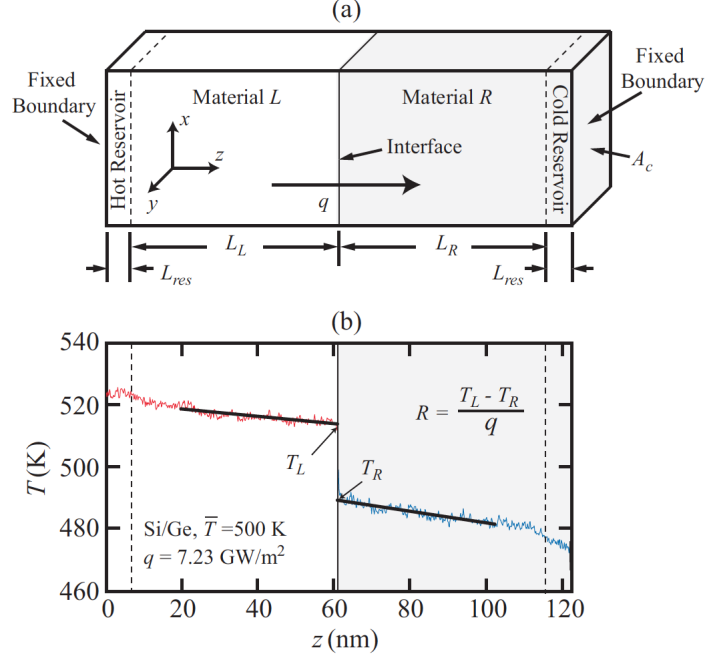 (a)
Fixed
Boundary
Hot Reservoir
Material L
Material R
Cold Reservoir
Fixed
Boundary
x
z
y
Interface
q
A_c
L_L
L_R
L_res
L_res
(b)
540
520
500
480
460
T(K)
T_L
T_R
R = \frac{T_L - T_R}{q}
Si/Ge, \overline{T} =500 K
q = 7.23 GW/m²
0
20
40
60
80
100
120
z (nm)